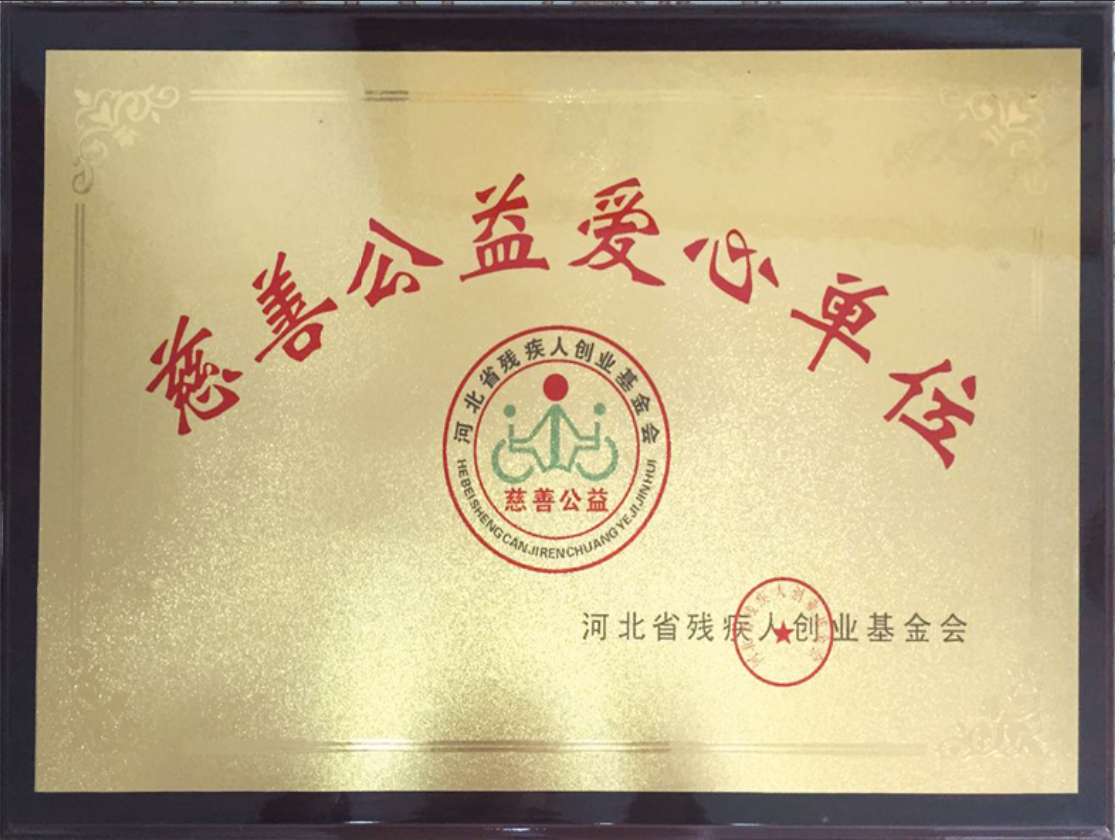 慈善公益爱心单位
河北省残疾人创业基金会
慈善公益
HEBEISHENGCANJIRENCHUANGYEJIJINHUI
河北省残疾人创业基金会